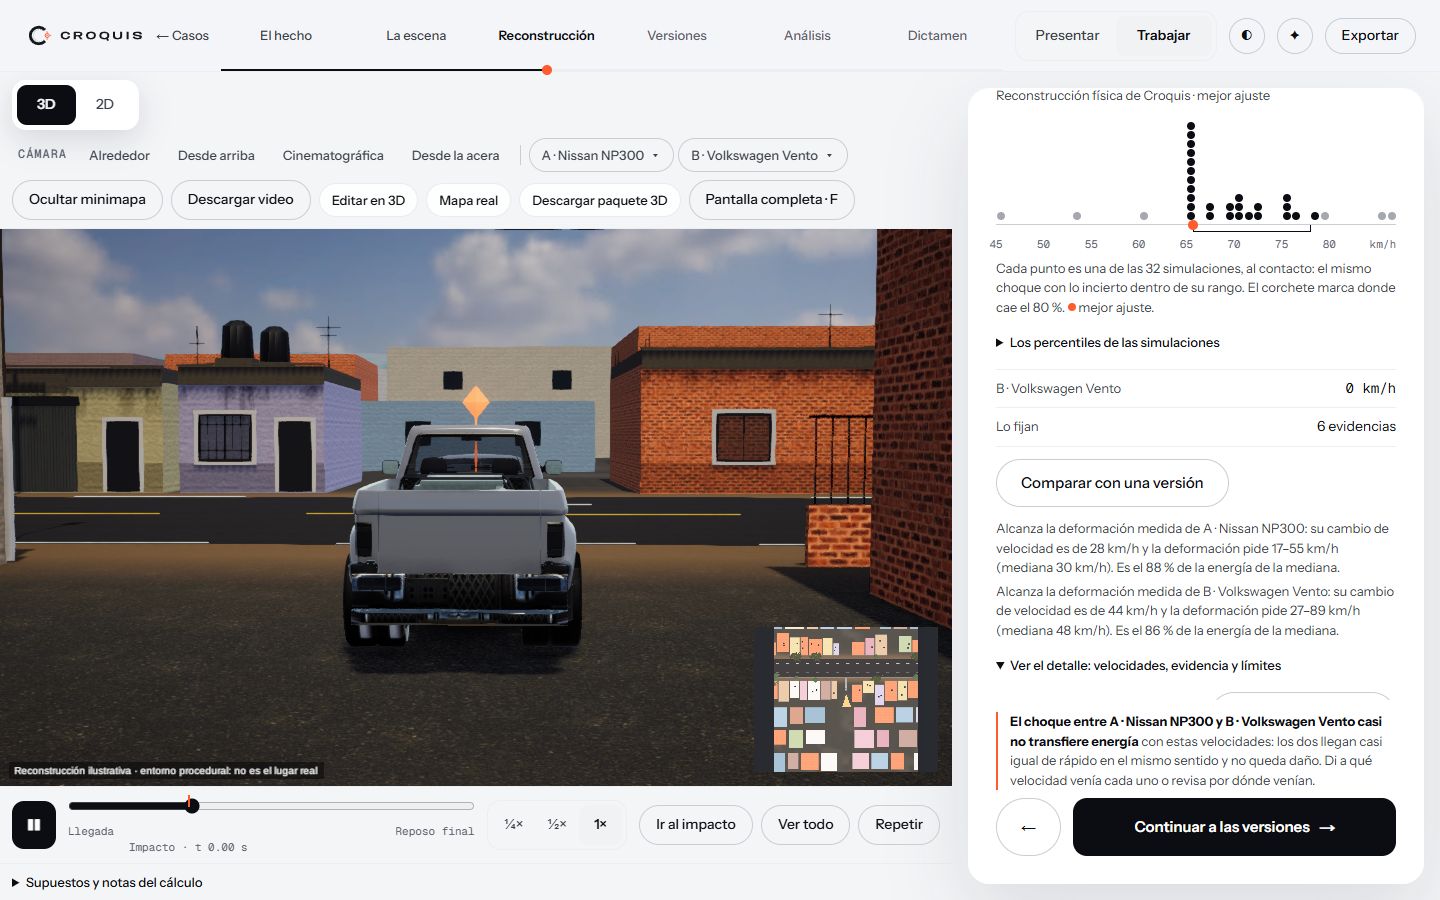 CROQUIS
← Casos
El hecho
La escena
Reconstrucción
Versiones
Análisis
Dictamen
Presentar
Trabajar
Exportar
3D
2D
CÁMARA
Alrededor
Desde arriba
Cinematográfica
Desde la acera
A · Nissan NP300
B · Volkswagen Vento
Ocultar minimapa
Descargar video
Editar en 3D
Mapa real
Descargar paquete 3D
Pantalla completa · F
Reconstrucción ilustrativa - entorno procedural: no es el lugar real
Llegada
Reposo final
Impacto · t 0.00 s
¼×
½×
1×
Ir al impacto
Ver todo
Repetir
Supuestos y notas del cálculo
Reconstrucción física de Croquis · mejor ajuste
45 50 55 60 65 70 75 80 km/h
Cada punto es una de las 32 simulaciones, al contacto: el mismo
choque con lo incierto dentro de su rango. El corchete marca donde
cae el 80 %. mejor ajuste.
Los percentiles de las simulaciones
B · Volkswagen Vento 0 km/h
Lo fijan 6 evidencias
Comparar con una versión
Alcanza la deformación medida de A · Nissan NP300: su cambio de
velocidad es de 28 km/h y la deformación pide 17–55 km/h
(mediana 30 km/h). Es el 88 % de la energía de la mediana.
Alcanza la deformación medida de B · Volkswagen Vento: su cambio
de velocidad es de 44 km/h y la deformación pide 27–89 km/h
(mediana 48 km/h). Es el 86 % de la energía de la mediana.
Ver el detalle: velocidades, evidencia y límites
El choque entre A · Nissan NP300 y B · Volkswagen Vento casi
no transfiere energía con estas velocidades: los dos llegan casi
igual de rápido en el mismo sentido y no queda daño. Di a qué
velocidad venía cada uno o revisa por dónde venían.
←
Continuar a las versiones →